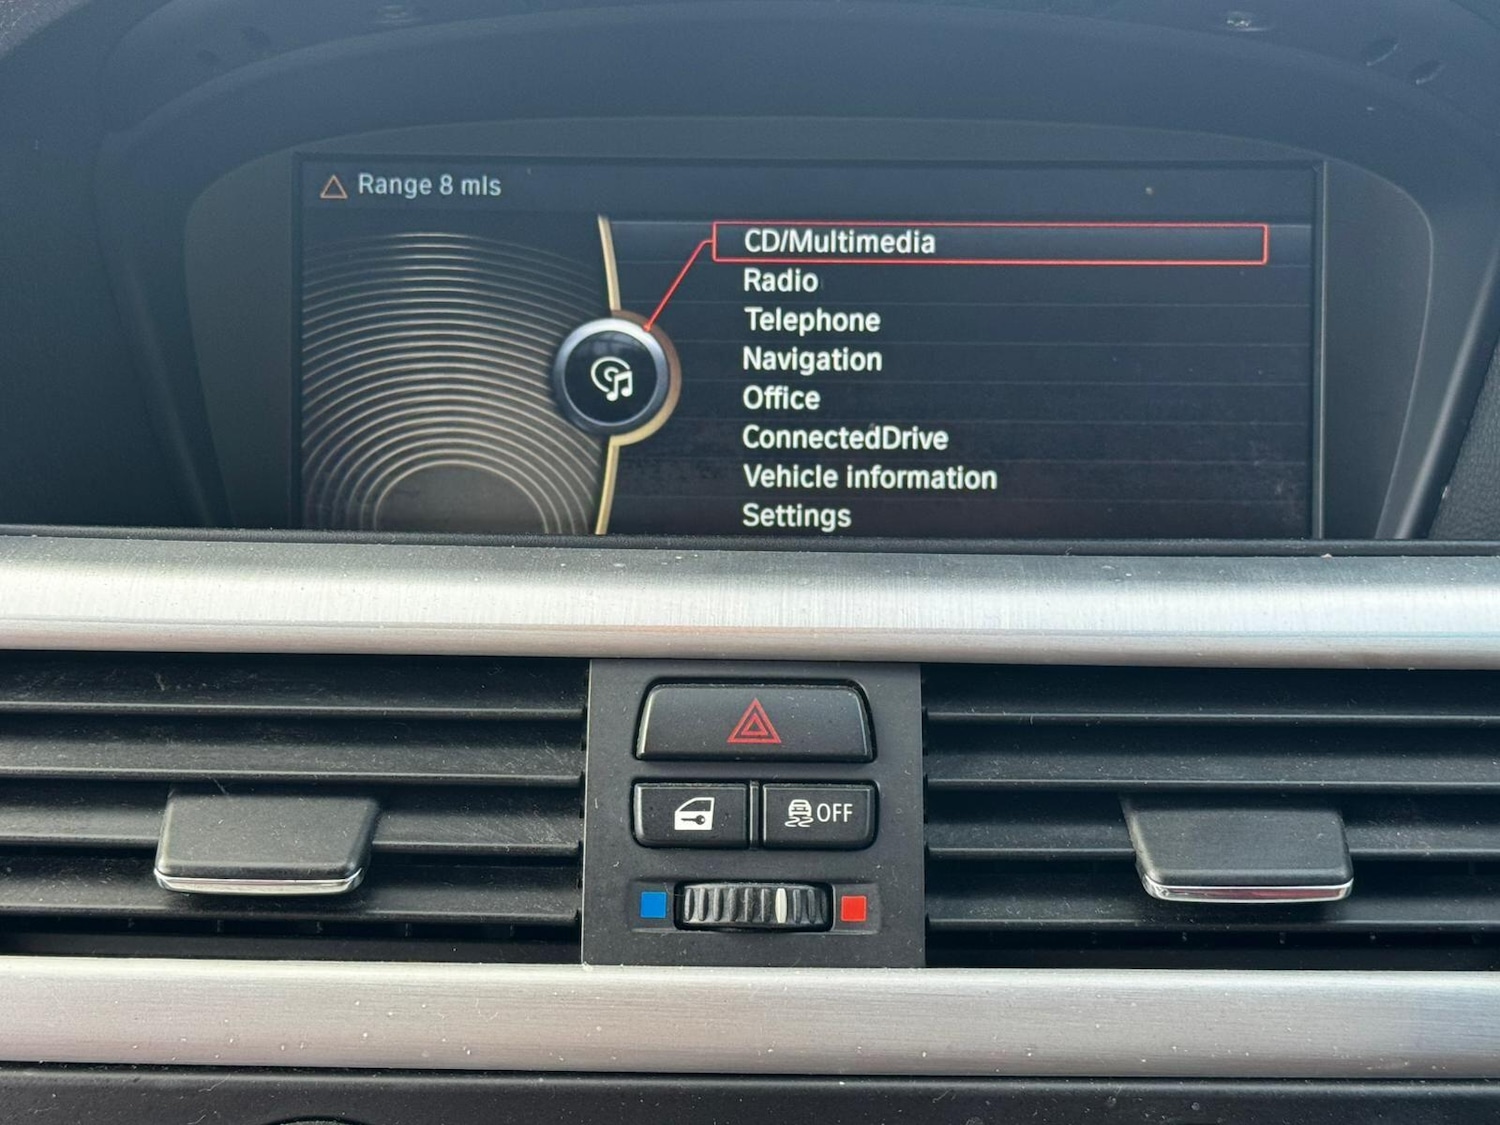 Range 8 mls
CD/Multimedia
Radio
Telephone
Navigation
Office
ConnectedDrive
Vehicle information
Settings
OFF